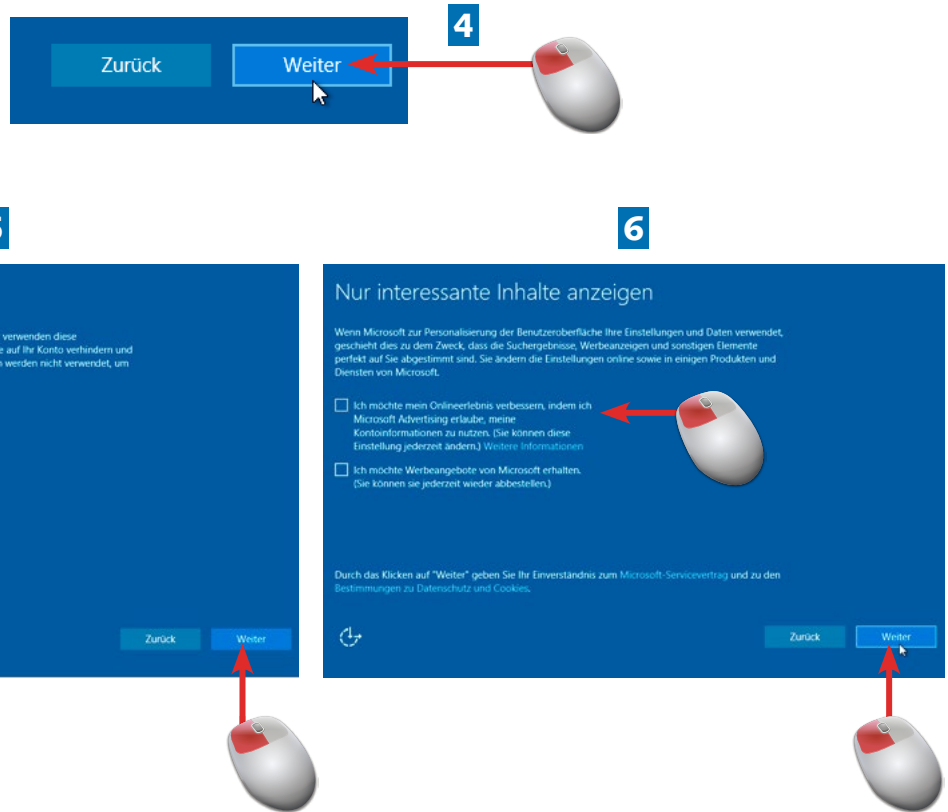 4
Zurück
Weiter
6
verwenden diese
auf Ihr Konto verhindern und
werden nicht verwendet, um
Zurück
Weiter
Nur interessante Inhalte anzeigen
Wenn Microsoft zur Personalisierung der Benutzeroberfläche Ihre Einstellungen und Daten verwendet,
geschieht dies zu dem Zweck, dass die Suchergebnisse, Werbeanzeigen und sonstigen Elemente
perfekt auf Sie abgestimmt sind. Sie ändern die Einstellungen online sowie in einigen Produkten und
Diensten von Microsoft.
Ich möchte mein Onlineerlebnis verbessern, indem ich
Microsoft Advertising erlaube, meine
Kontoinformationen zu nutzen. (Sie können diese
Einstellung jederzeit ändern.) Weitere Informationen
Ich möchte Werbeangebote von Microsoft erhalten.
(Sie können sie jederzeit wieder abbestellen.)
Durch das Klicken auf "Weiter" geben Sie Ihr Einverständnis zum Microsoft-Servicevertrag und zu den
Bestimmungen zu Datenschutz und Cookies.
Zurück
Weiter